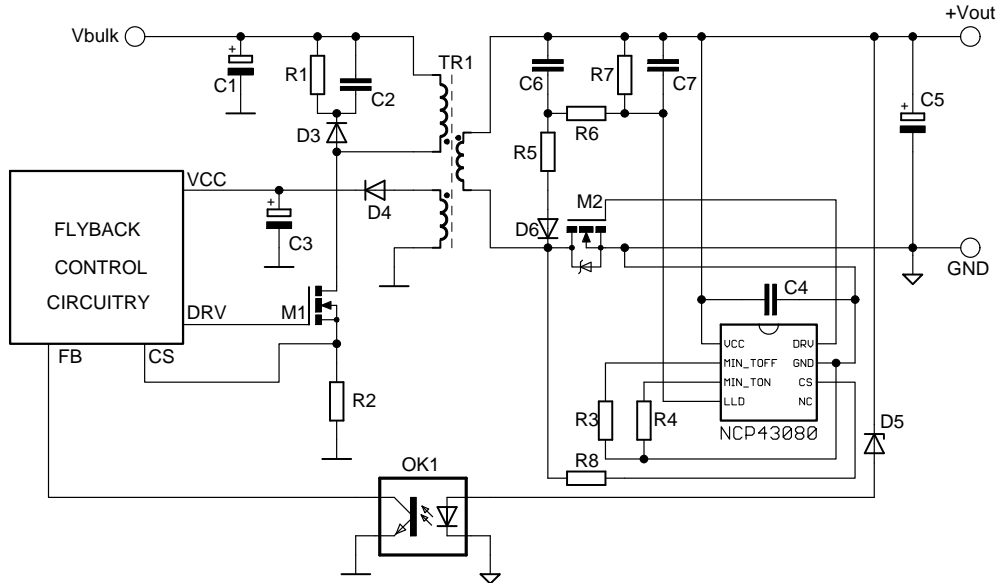 +Vout
Vbulk
+
C1
R1
C2
TR1
C6
R7
C7
+
C5
D3
R6
R5
VCC
D4
M2
+
C3
D6
FLYBACK
CONTROL
CIRCUITRY
GND
C4
M1
DRV
VCC
DRV
MIN_TOFF
GND
MIN_TON
CS
LLD
NC
FB
CS
R2
R3
R4
NCP43080
D5
R8
OK1